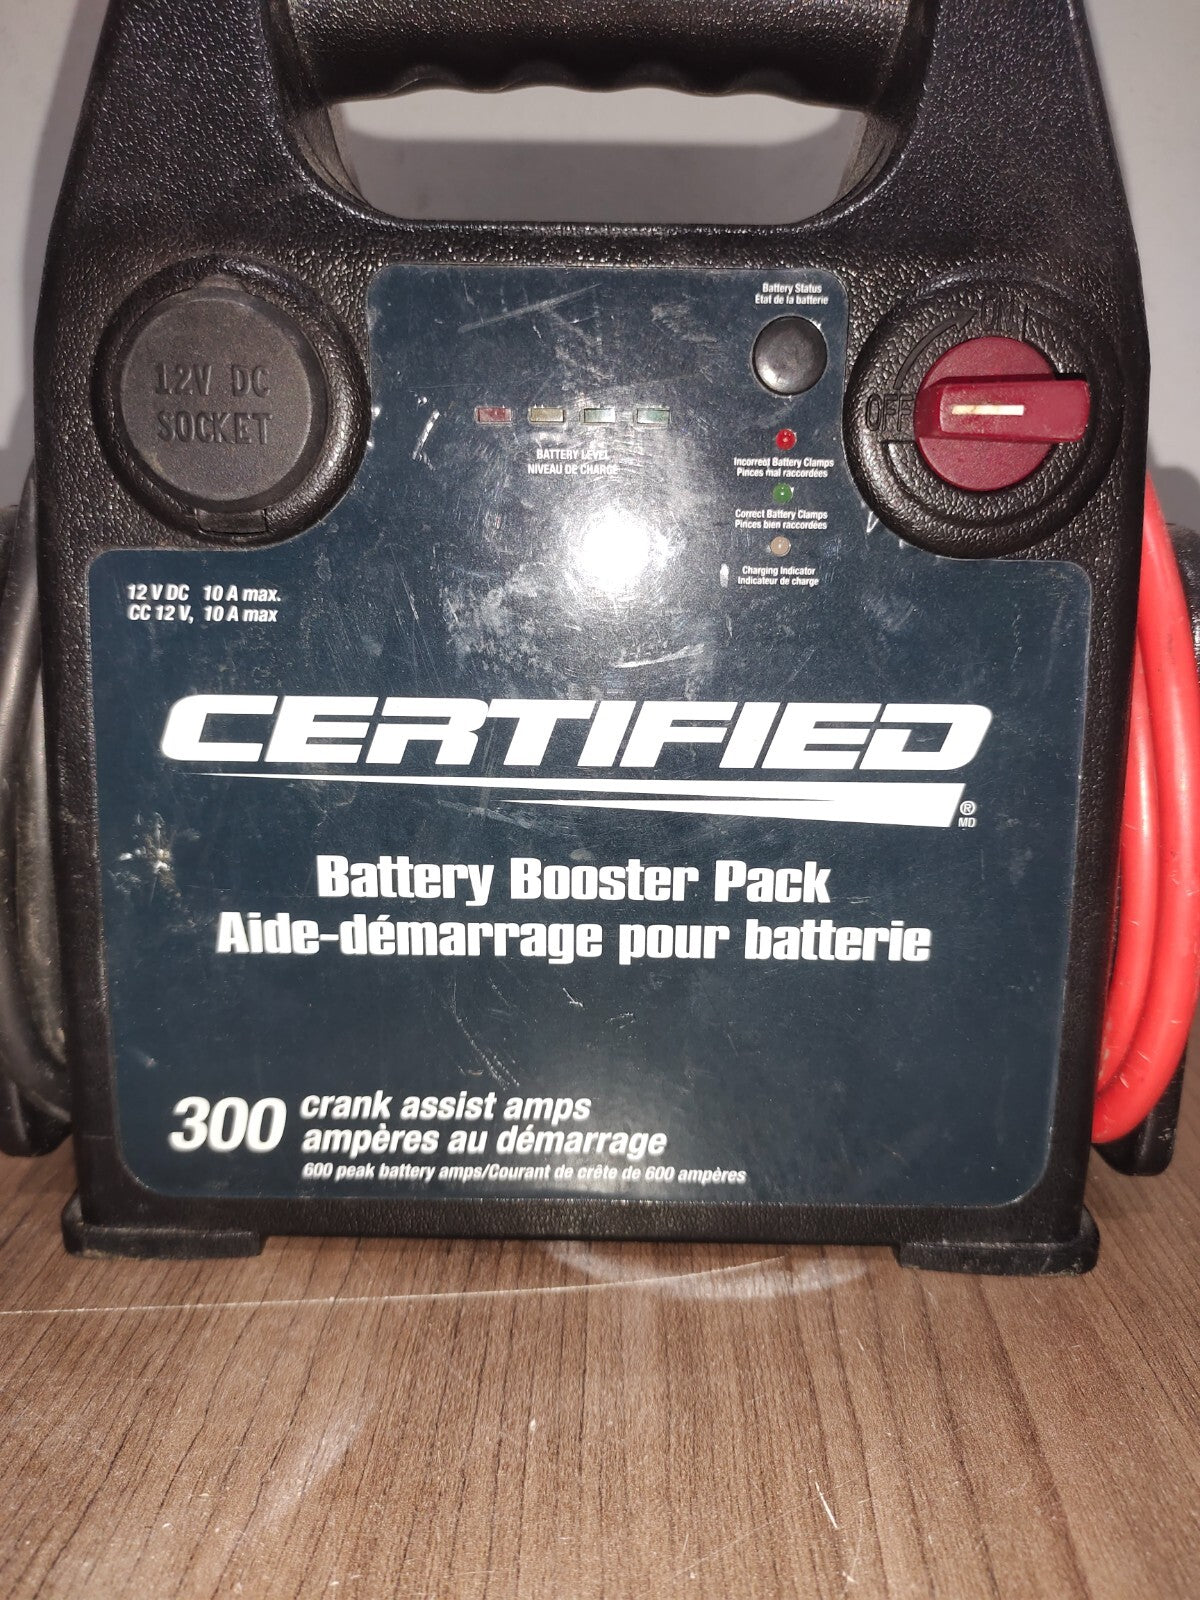 Battery Status
État de la batterie
12V DC
SOCKET
OFF
BATTERY LEVEL
NIVEAU DE CHARGE
Incorrect Battery Clamps
Pinces mal raccordées
Correct Battery Clamps
Pinces bien raccordées
Charging Indicator
Indicateur de charge
12 V DC 10 A max.
CC 12 V, 10 A max
CERTIFIED
®
MD
Battery Booster Pack
Aide-démarrage pour batterie
300 crank assist amps
ampères au démarrage
600 peak battery amps/Courant de crête de 600 ampères